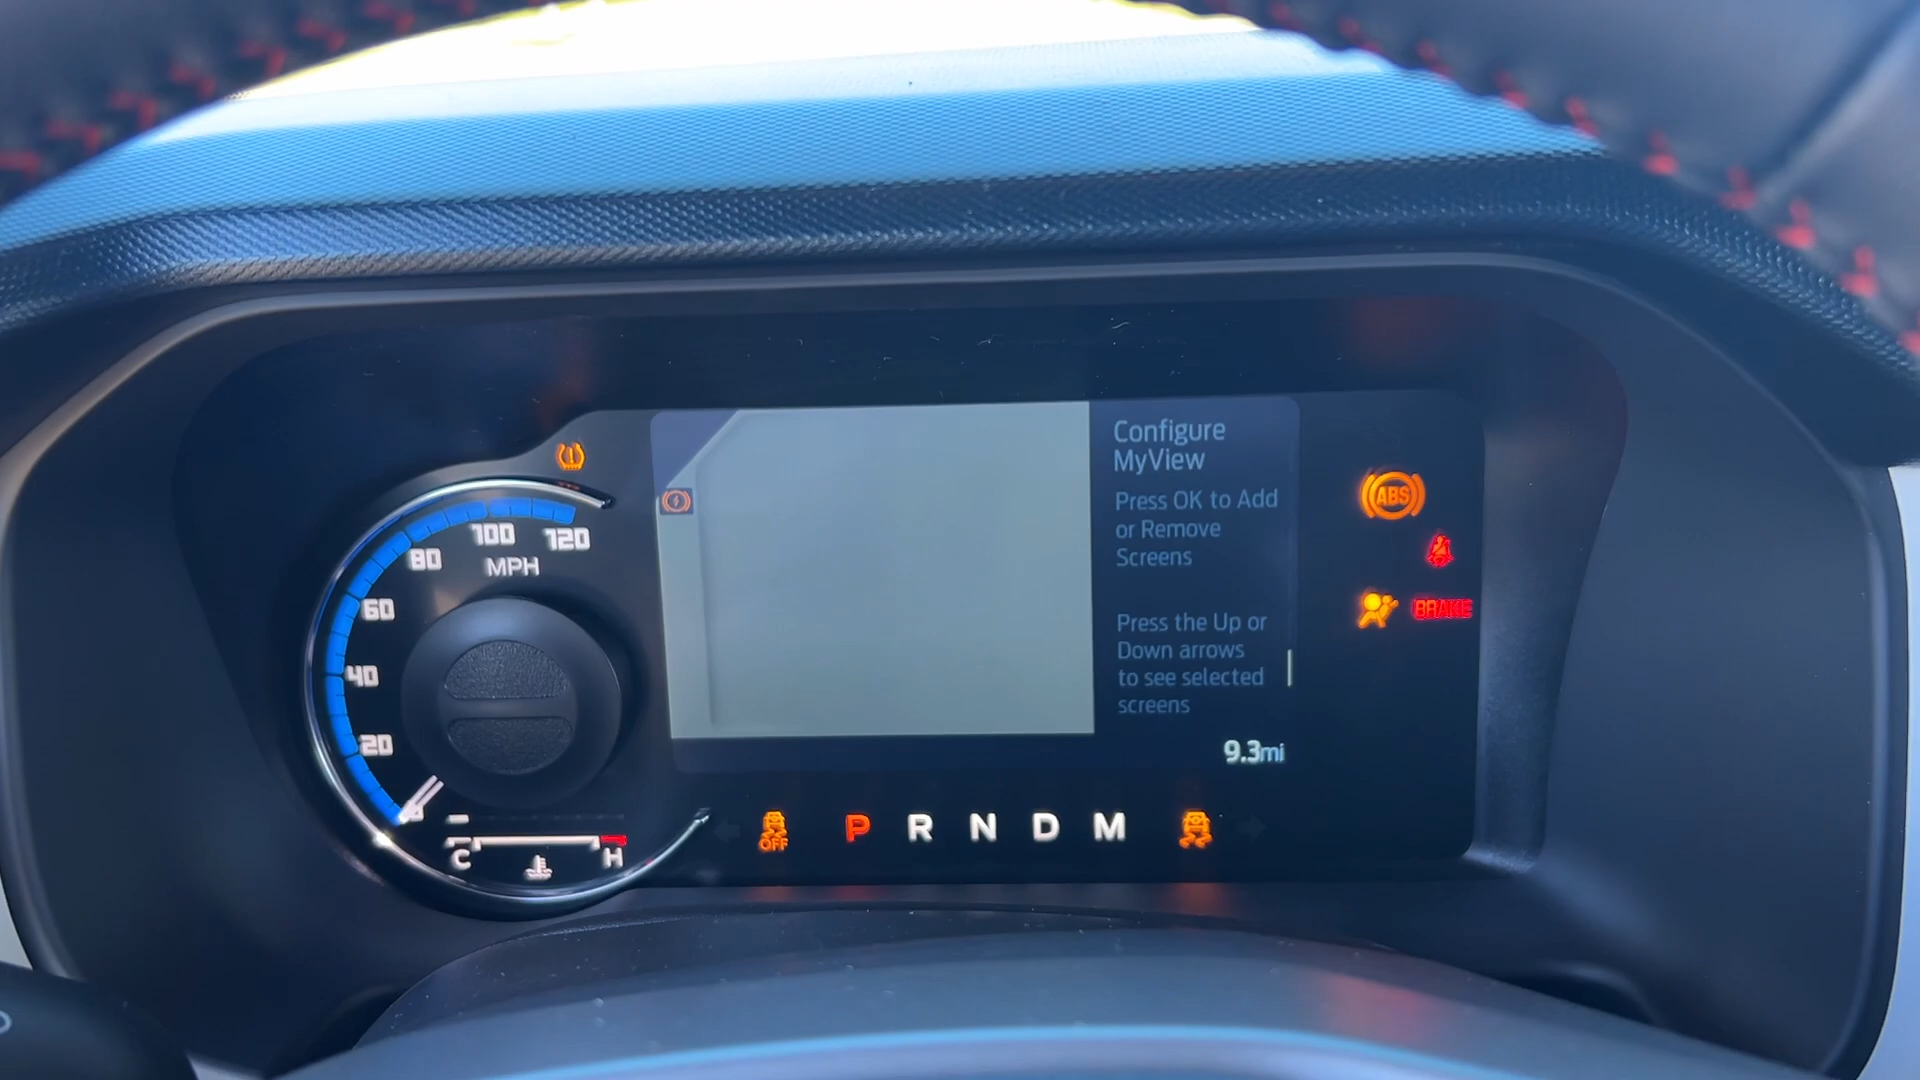 100
120
80
MPH
60
40
20
C
H
Configure
MyView
Press OK to Add
or Remove
Screens
Press the Up or
Down arrows
to see selected
screens
9.3mi
ABS
BRAKE
OFF
P R N D M